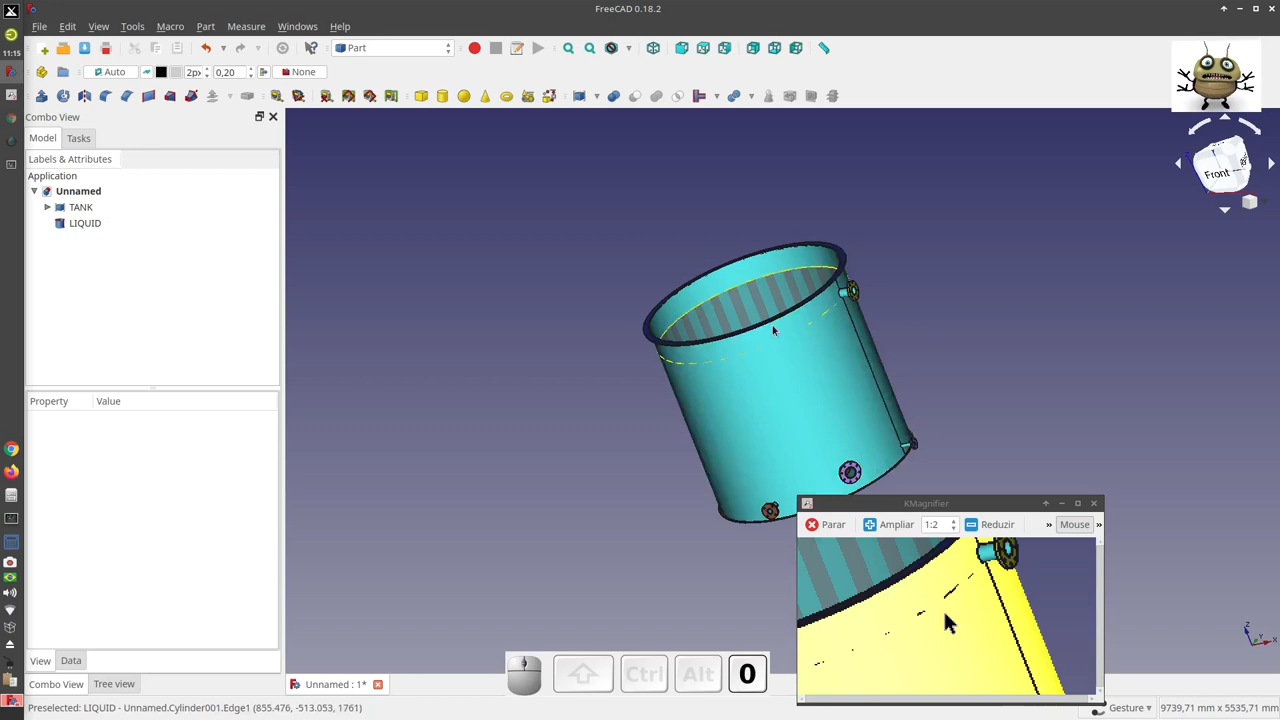 FreeCAD 0.18.2
11:15
File Edit View Tools Macro Part Measure Windows Help
Part
Auto 2p× 0,20 None
Combo View
Model Tasks
Labels & Attributes
Application
Unnamed
TANK
LIQUID
Front
Property Value
KMagnifier
Parar Ampliar 1:2 Reduzir » Mouse »
Z
Y
X
View Data
Ctrl Alt 0
Combo View Tree view
Unnamed : 1*
Preselected: LIQUID - Unnamed.Cylinder001.Edge1 (855.476, -513.053, 1761)
Gesture 9739,71 mm x 5535,71 mm